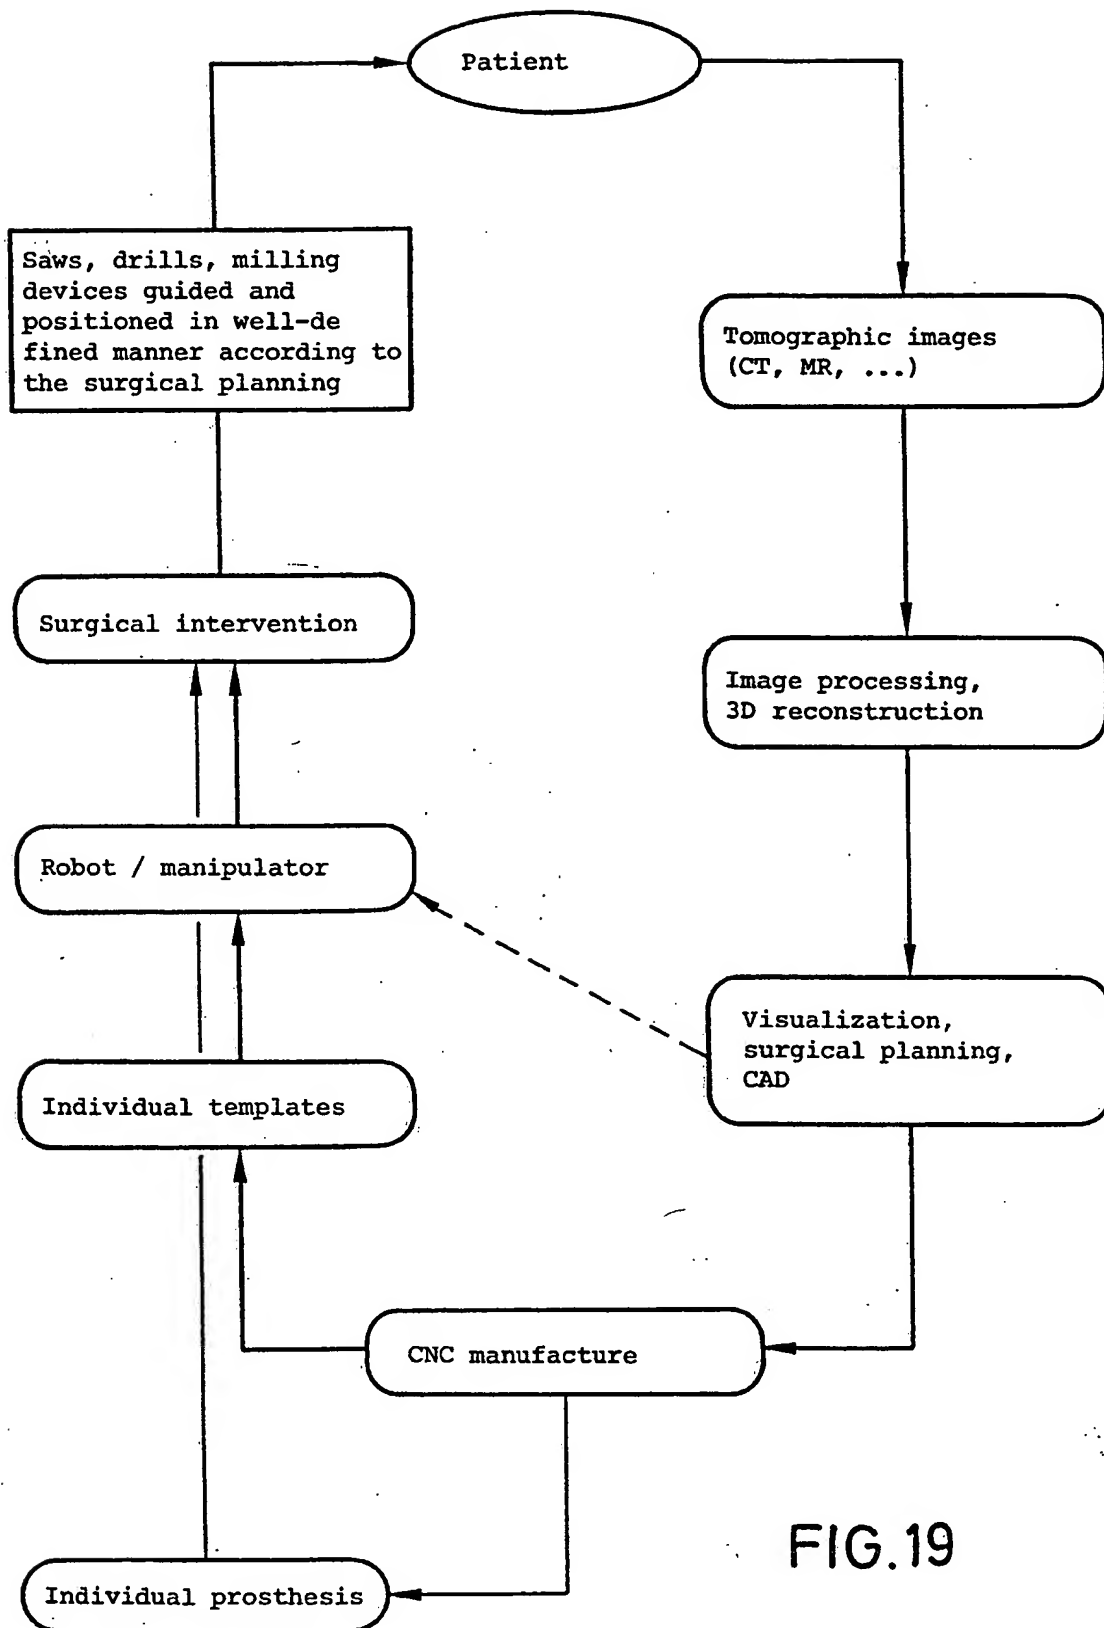 Patient
Saws, drills, milling
devices guided and
positioned in well-de
fined manner according to
the surgical planning
Tomographic images
(CT, MR, ...)
Surgical intervention
Image processing,
3D reconstruction
Robot / manipulator
Visualization,
surgical planning,
CAD
Individual templates
CNC manufacture
Individual prosthesis
FIG.19